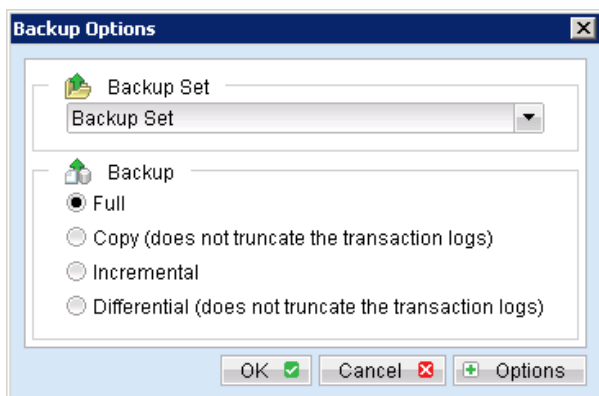 Backup Options
Backup Set
Backup Set
Backup
Full
Copy (does not truncate the transaction logs)
Incremental
Differential (does not truncate the transaction logs)
OK Cancel Options